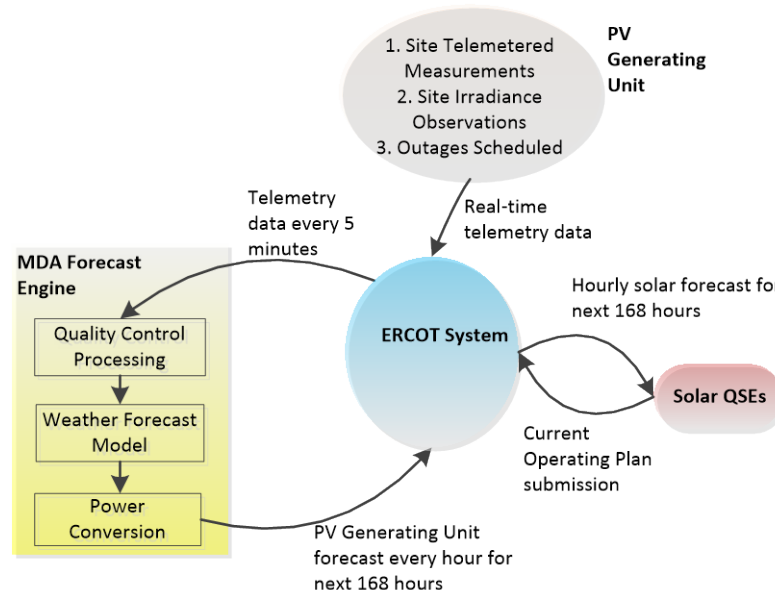 1. Site Telemetered
Measurements
2. Site Irradiance
Observations
3. Outages Scheduled
PV
Generating
Unit
Telemetry
data every 5
minutes
Real-time
telemetry data
MDA Forecast
Engine
Quality Control
Processing
Weather Forecast
Model
Power
Conversion
ERCOT System
Hourly solar forecast for
next 168 hours
Solar QSEs
Current
Operating Plan
submission
PV Generating Unit
forecast every hour for
next 168 hours